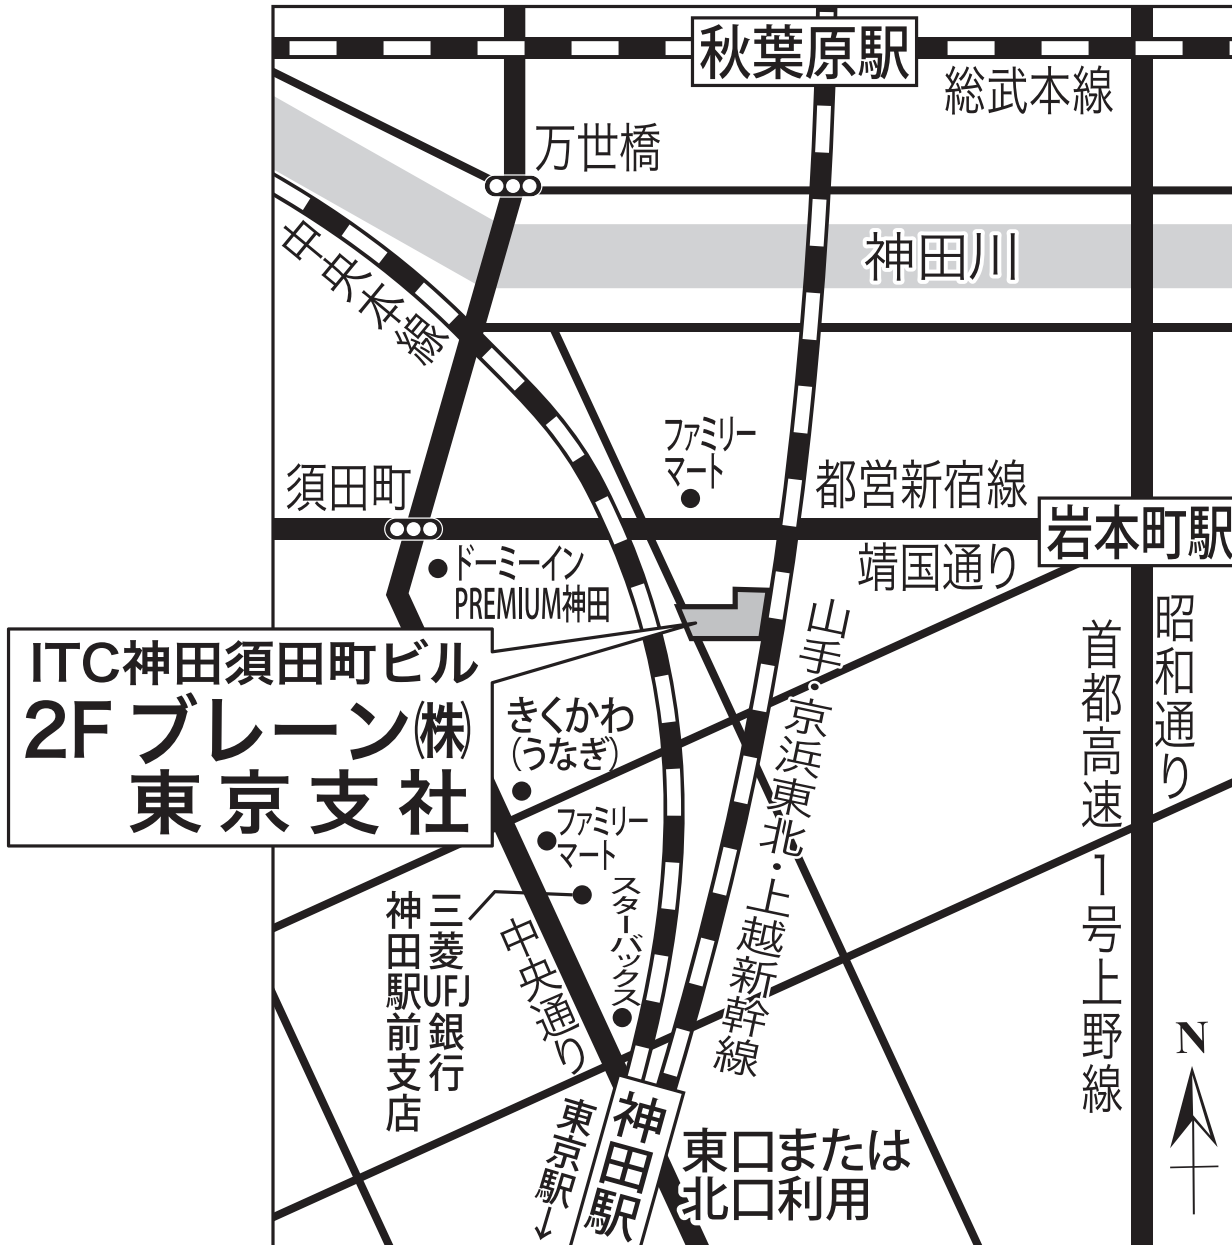 秋葉原駅
総武本線
万世橋
神田川
中央本線
ファミリー
マート
須田町
都営新宿線
岩本町駅
靖国通り
ドーミーイン
PREMIUM神田
ITC神田須田町ビル
2F ブレーン㈱
東京支社
山手・京浜東北・上越新幹線
昭和通り
首都高速1号上野線
きくかわ
(うなぎ)
ファミリー
マート
スターバックス
三菱UFJ銀行
神田駅前支店
中央通り
N
神田駅
東京駅↓
東口または
北口利用